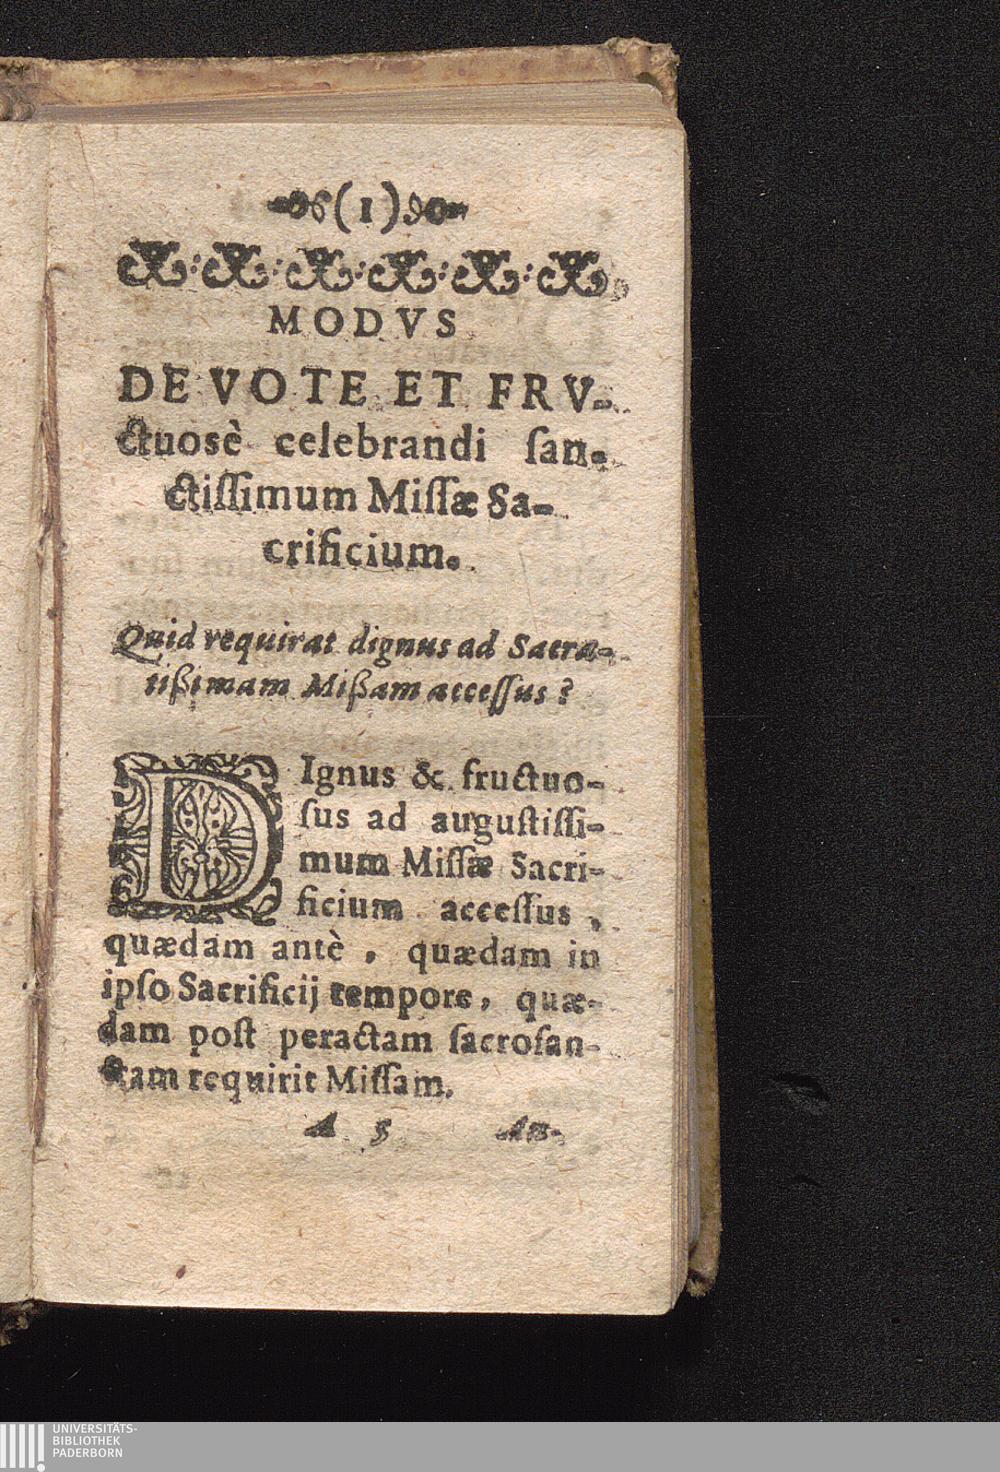 (1)
MODVS
DEVOTE ET FRV-
ctuosè celebrandi ſan-
ctiſſimum Miſſæ Sa-
crificium.
Quid requirat dignus ad Sacra-
tißimam Mißam acceſſus?
DIgnus & fructuo-
ſus ad auguſtiſſi-
mum Miſſæ Sacri-
ficium acceſſus,
quædam antè, quædam in
ipſo Sacrificij tempore, quæ-
dam poſt peractam ſacroſan-
ctam requirit Miſſam.
A 5 An-
UNIVERSITÄTS-
BIBLIOTHEK
PADERBORN